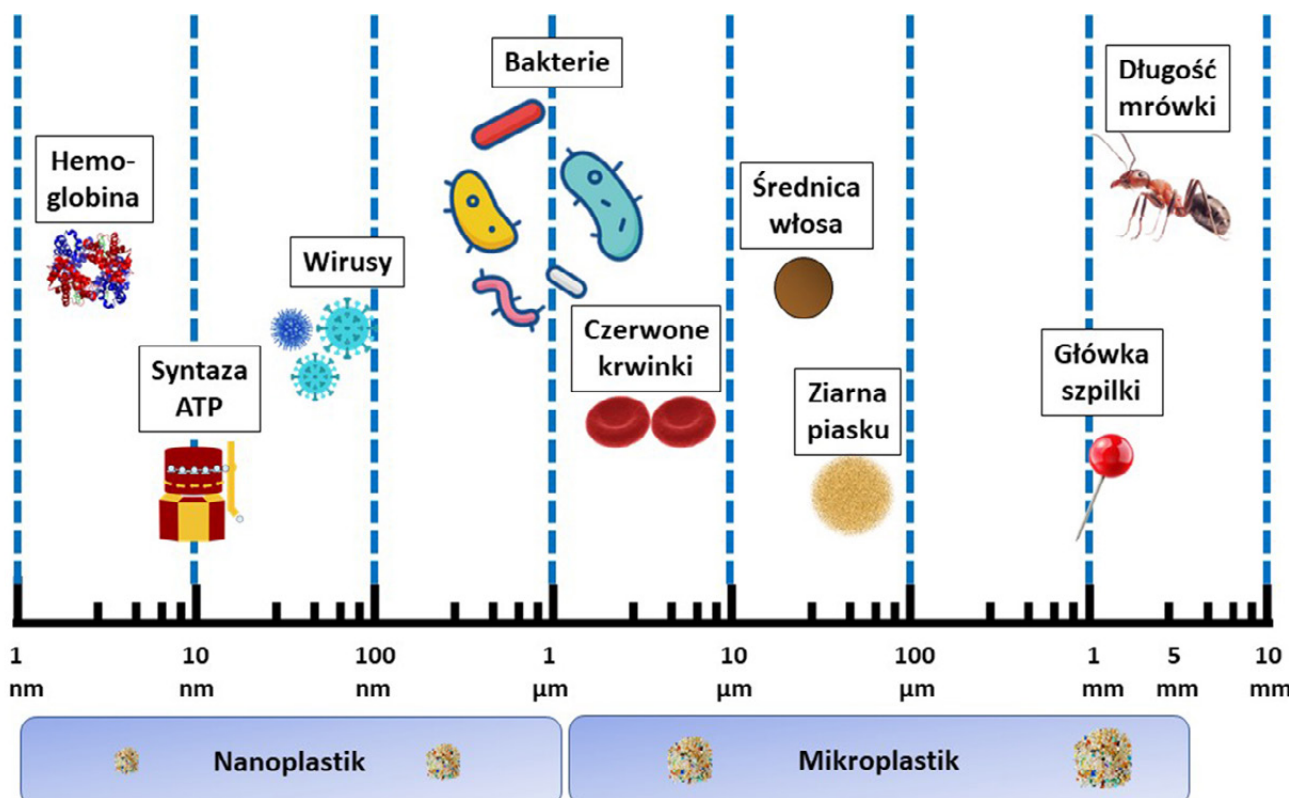 Bakterie
Długość
mrówki
Hemo-
globina
Średnica
włosa
Wirusy
Czerwone
krwinki
Główka
szpilki
Syntaza
ATP
Ziarna
piasku
1 10 100 1 10 100 1 5 10
nm nm nm µm µm µm mm mm mm
Nanoplastik
Mikroplastik